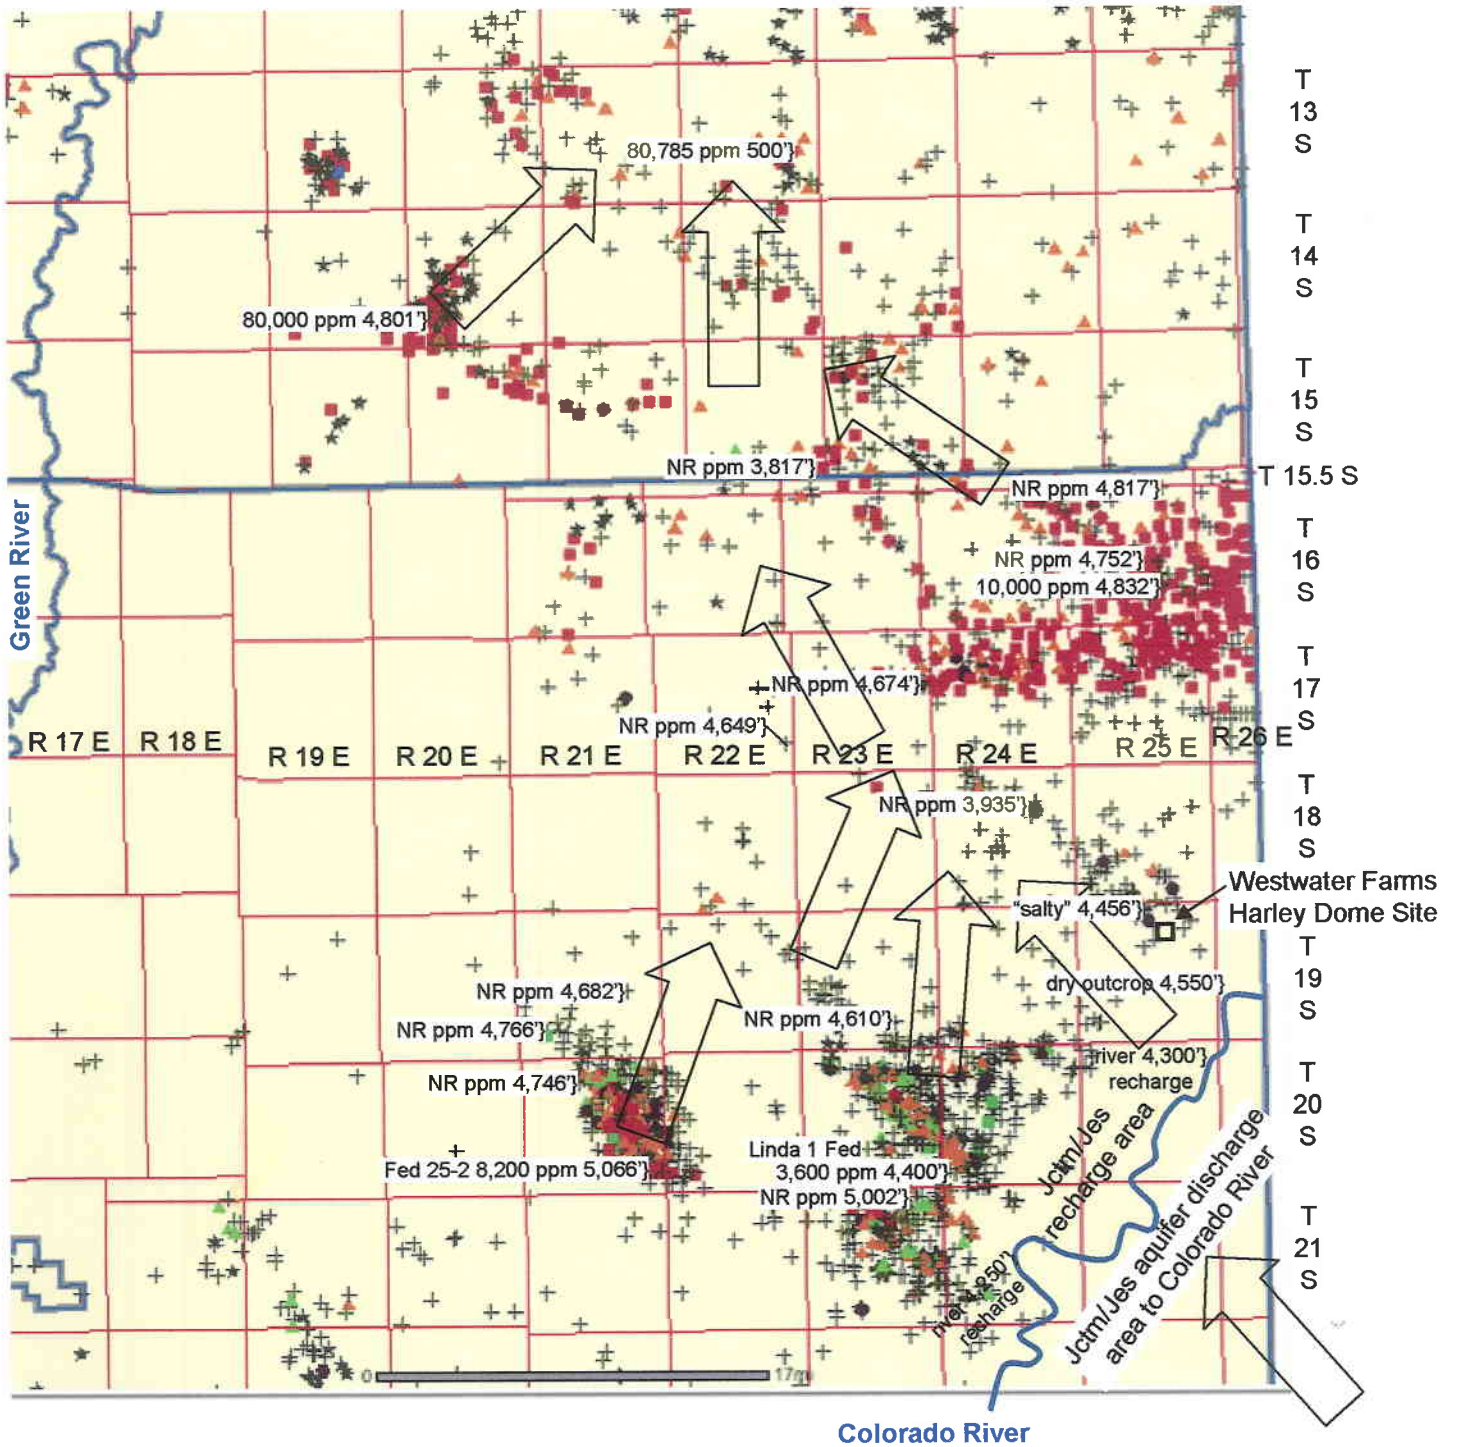 T
13
S
80,785 ppm 500'}
T
14
S
80,000 ppm 4,801'}
T
15
S
NR ppm 3,817'}
T 15.5 S
NR ppm 4,817'}
Green River
T
16
S
NR ppm 4,752'}
10,000 ppm 4,832'}
T
17
S
NR ppm 4,674'}
NR ppm 4,649'}
R 17 E
R 18 E
R 19 E
R 20 E
R 21 E
R 22 E
R 23 E
R 24 E
R 25 E
R 26 E
T
18
S
NR ppm 3,935'}
Westwater Farms
Harley Dome Site
"salty" 4,456'}
T
19
S
dry outcrop 4,550'}
NR ppm 4,682'}
NR ppm 4,610'}
NR ppm 4,766'}
river 4,300'}
recharge
NR ppm 4,746'}
T
20
S
Jctm/Jes
recharge area
Linda 1 Fed
3,600 ppm 4,400'}
Fed 25-2 8,200 ppm 5,066'}
NR ppm 5,002'}
T
21
S
Jctm/Jes aquifer discharge
area to Colorado River
river 4,250'}
recharge
0
17m
Colorado River